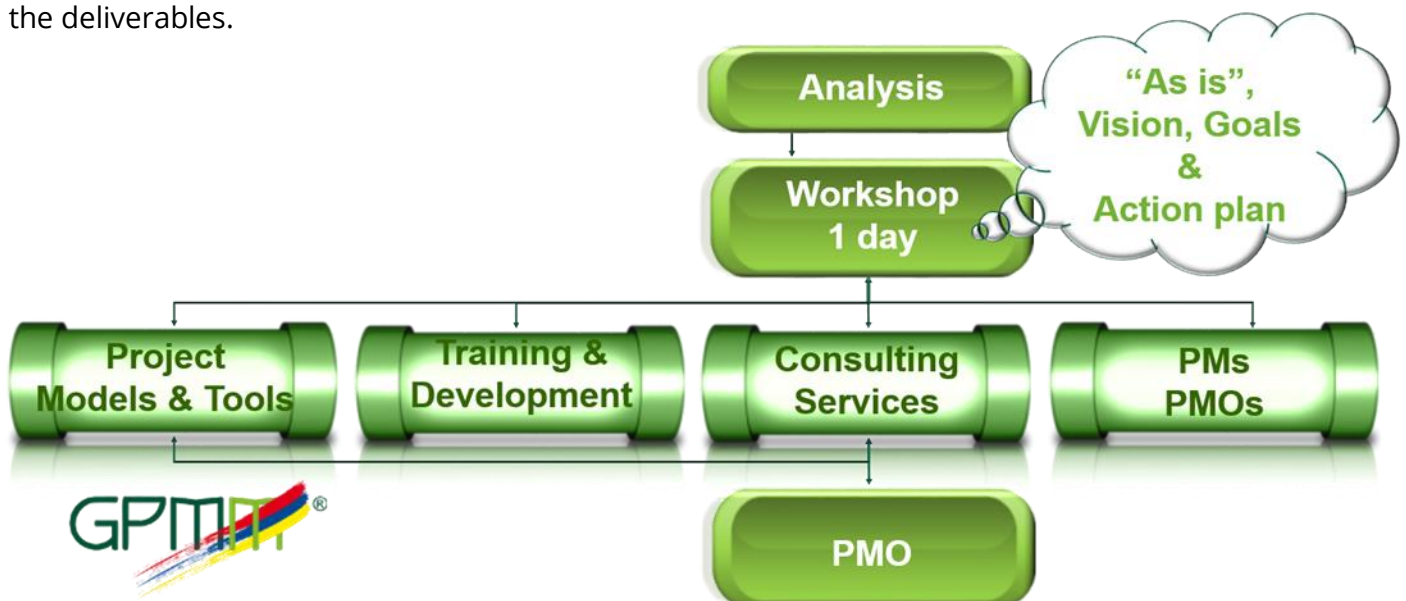 the deliverables.
Analysis
“As is”,
Vision, Goals
&
Action plan
Workshop
1 day
Project
Models & Tools
Training &
Development
Consulting
Services
PMs
PMOs
GPMM®
PMO